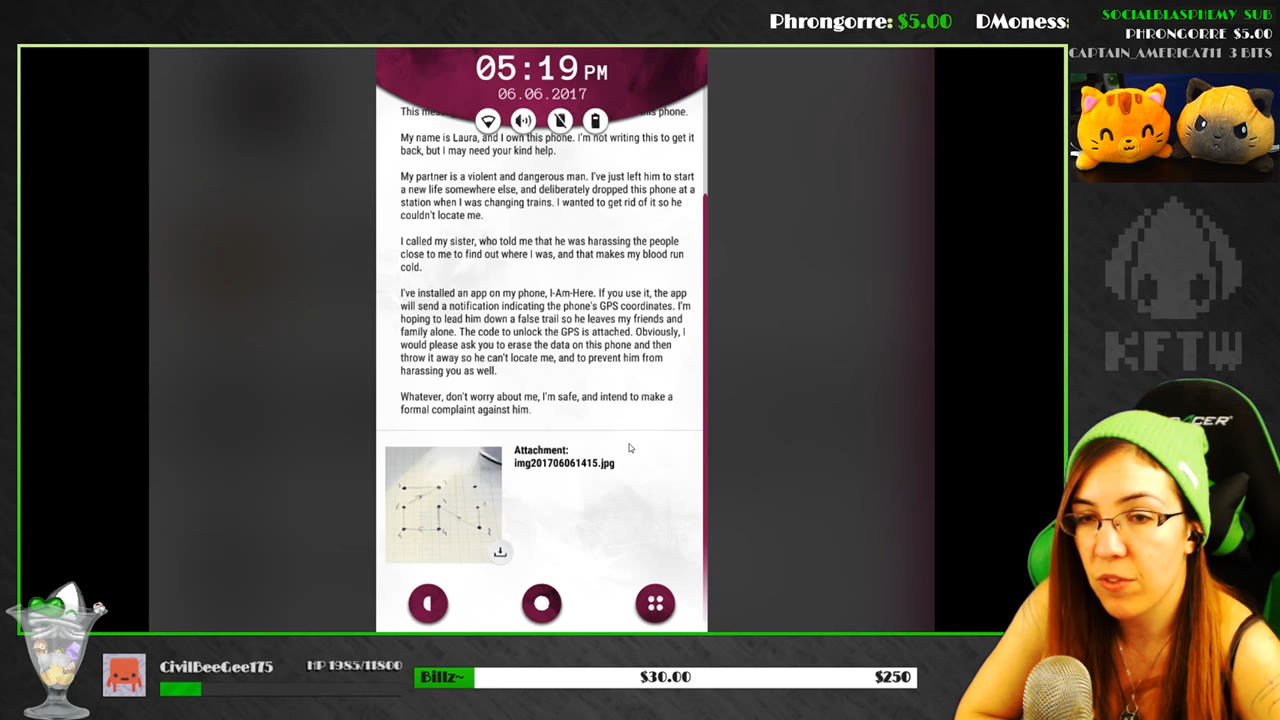 Phrongorre: $5.00 DMoness
SOCIALBLASPHEMY SUB
PHRONGORRE $5.00
CAPTAIN_AMERICA711 3 BITS
05:19 PM
06.06.2017
This phone.
My name is Laura, and I own this phone. I'm not writing this to get it
back, but I may need your kind help.
My partner is a violent and dangerous man. I've just left him to start
a new life somewhere else, and deliberately dropped this phone at a
station when I was changing trains. I wanted to get rid of it so he
couldn't locate me.
I called my sister, who told me that he was harassing the people
close to me to find out where I was, and that makes my blood run
cold.
I've installed an app on my phone, I-Am-Here. If you use it, the app
will send a notification indicating the phone's GPS coordinates. I'm
hoping to lead him down a false trail so he leaves my friends and
family alone. The code to unlock the GPS is attached. Obviously, I
would please ask you to erase the data on this phone and then
throw it away so he can't locate me, and to prevent him from
harassing you as well.
Whatever, don't worry about me, I'm safe, and intend to make a
formal complaint against him.
Attachment:
img201706061415.jpg
KFTW
CivilBeeGee175 HP 1985/11800
Billz~ $30.00 $250